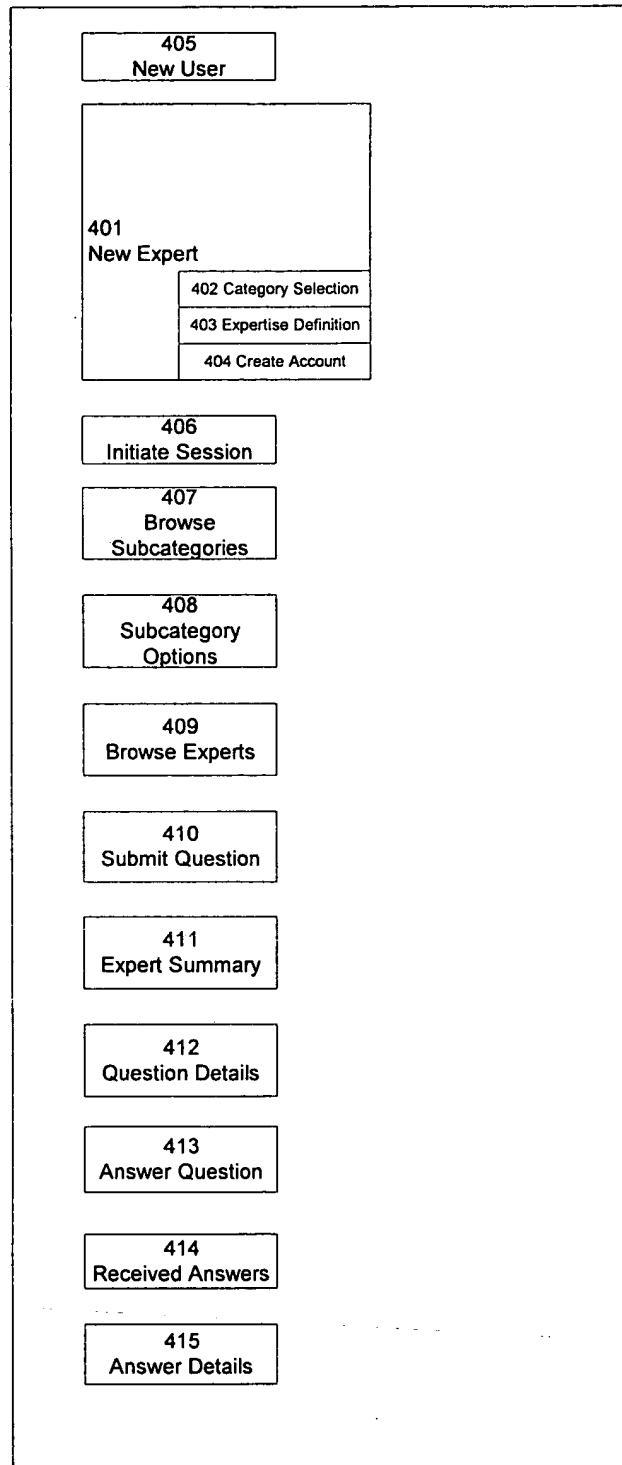 405
New User
401
New Expert
402 Category Selection
403 Expertise Definition
404 Create Account
406
Initiate Session
407
Browse
Subcategories
408
Subcategory
Options
409
Browse Experts
410
Submit Question
411
Expert Summary
412
Question Details
413
Answer Question
414
Received Answers
415
Answer Details